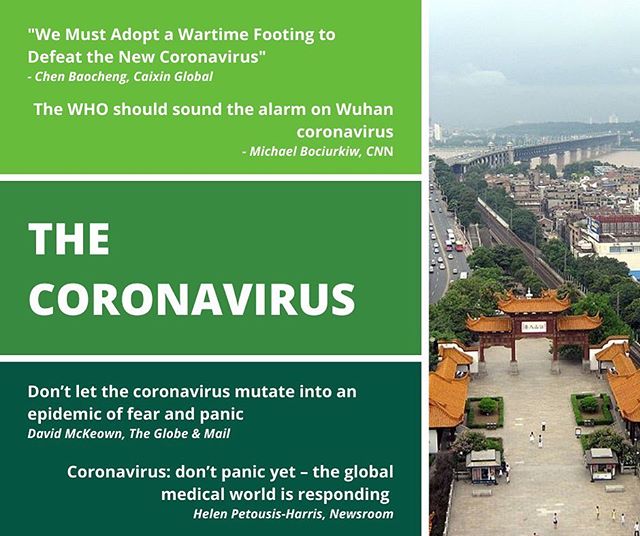 "We Must Adopt a Wartime Footing to
Defeat the New Coronavirus"
- Chen Baocheng, Caixin Global
The WHO should sound the alarm on Wuhan
coronavirus
- Michael Bociurkiw, CNN
THE
CORONAVIRUS
Don’t let the coronavirus mutate into an
epidemic of fear and panic
David McKeown, The Globe & Mail
Coronavirus: don’t panic yet – the global
medical world is responding
Helen Petousis-Harris, Newsroom